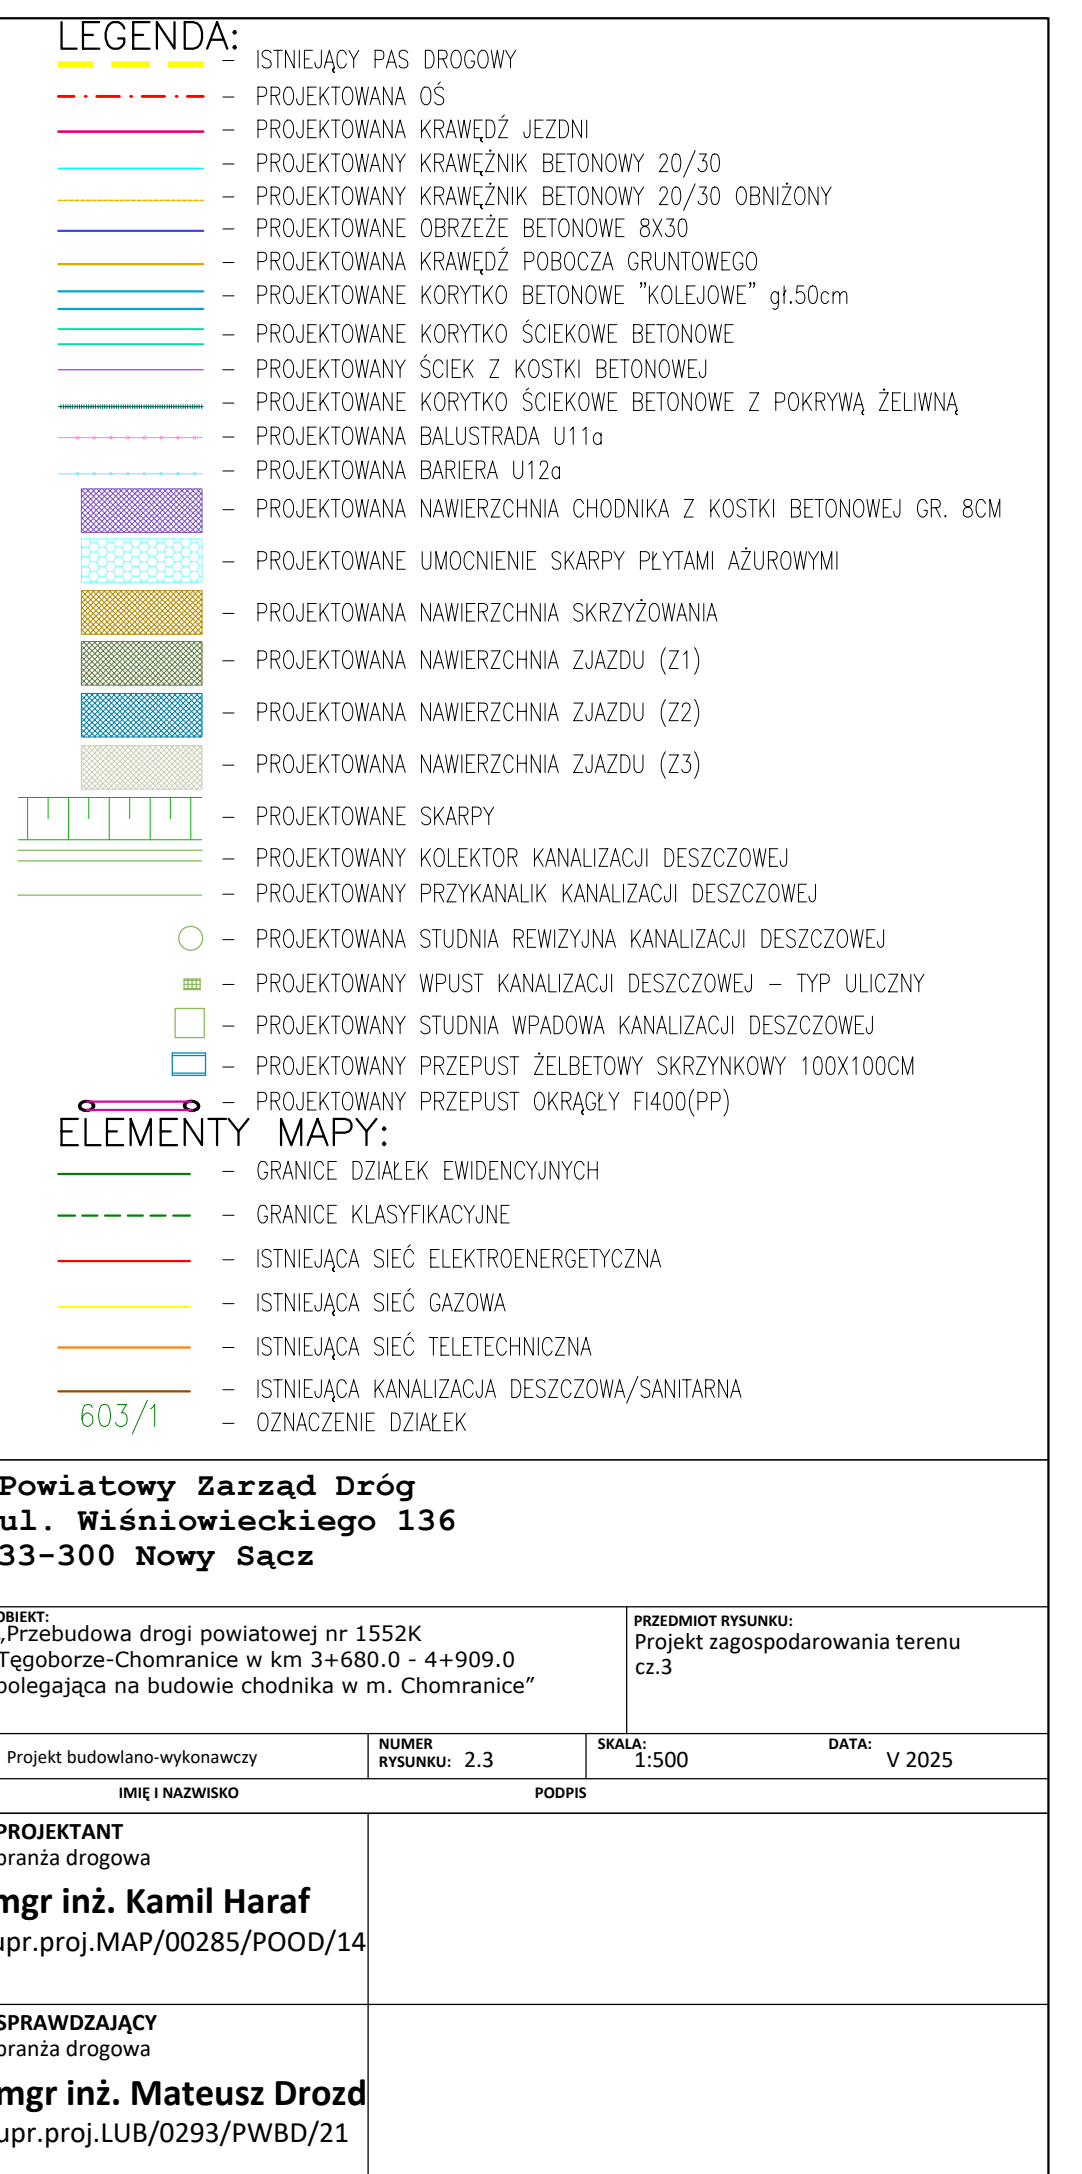 LEGENDA:
– ISTNIEJĄCY PAS DROGOWY
– PROJEKTOWANA OŚ
– PROJEKTOWANA KRAWĘDŹ JEZDNI
– PROJEKTOWANY KRAWĘŻNIK BETONOWY 20/30
– PROJEKTOWANY KRAWĘŻNIK BETONOWY 20/30 OBNIŻONY
– PROJEKTOWANE OBRZEŻE BETONOWE 8X30
– PROJEKTOWANA KRAWĘDŹ POBOCZA GRUNTOWEGO
– PROJEKTOWANE KORYTKO BETONOWE "KOLEJOWE" gł.50cm
– PROJEKTOWANE KORYTKO ŚCIEKOWE BETONOWE
– PROJEKTOWANY ŚCIEK Z KOSTKI BETONOWEJ
– PROJEKTOWANE KORYTKO ŚCIEKOWE BETONOWE Z POKRYWĄ ŻELIWNĄ
– PROJEKTOWANA BALUSTRADA U11a
– PROJEKTOWANA BARIERA U12a
– PROJEKTOWANA NAWIERZCHNIA CHODNIKA Z KOSTKI BETONOWEJ GR. 8CM
– PROJEKTOWANE UMOCNIENIE SKARPY PŁYTAMI AŻUROWYMI
– PROJEKTOWANA NAWIERZCHNIA SKRZYŻOWANIA
– PROJEKTOWANA NAWIERZCHNIA ZJAZDU (Z1)
– PROJEKTOWANA NAWIERZCHNIA ZJAZDU (Z2)
– PROJEKTOWANA NAWIERZCHNIA ZJAZDU (Z3)
– PROJEKTOWANE SKARPY
– PROJEKTOWANY KOLEKTOR KANALIZACJI DESZCZOWEJ
– PROJEKTOWANY PRZYKANALIK KANALIZACJI DESZCZOWEJ
– PROJEKTOWANA STUDNIA REWIZYJNA KANALIZACJI DESZCZOWEJ
– PROJEKTOWANY WPUST KANALIZACJI DESZCZOWEJ – TYP ULICZNY
– PROJEKTOWANY STUDNIA WPADOWA KANALIZACJI DESZCZOWEJ
– PROJEKTOWANY PRZEPUST ŻELBETOWY SKRZYNKOWY 100X100CM
– PROJEKTOWANY PRZEPUST OKRĄGŁY FI400(PP)
ELEMENTY MAPY:
– GRANICE DZIAŁEK EWIDENCYJNYCH
– GRANICE KLASYFIKACYJNE
– ISTNIEJĄCA SIEĆ ELEKTROENERGETYCZNA
– ISTNIEJĄCA SIEĆ GAZOWA
– ISTNIEJĄCA SIEĆ TELETECHNICZNA
– ISTNIEJĄCA KANALIZACJA DESZCZOWA/SANITARNA
603/1 – OZNACZENIE DZIAŁEK
Powiatowy Zarząd Dróg
ul. Wiśniowieckiego 136
33-300 Nowy Sącz
OBIEKT:
„Przebudowa drogi powiatowej nr 1552K
Tęgoborze-Chomranice w km 3+680.0 - 4+909.0
polegająca na budowie chodnika w m. Chomranice”
PRZEDMIOT RYSUNKU:
Projekt zagospodarowania terenu
cz.3
Projekt budowlano-wykonawczy
NUMER
RYSUNKU: 2.3
SKALA:
1:500
DATA:
V 2025
IMIĘ I NAZWISKO
PODPIS
PROJEKTANT
branża drogowa
mgr inż. Kamil Haraf
upr.proj.MAP/00285/POOD/14
SPRAWDZAJĄCY
branża drogowa
mgr inż. Mateusz Drozd
upr.proj.LUB/0293/PWBD/21